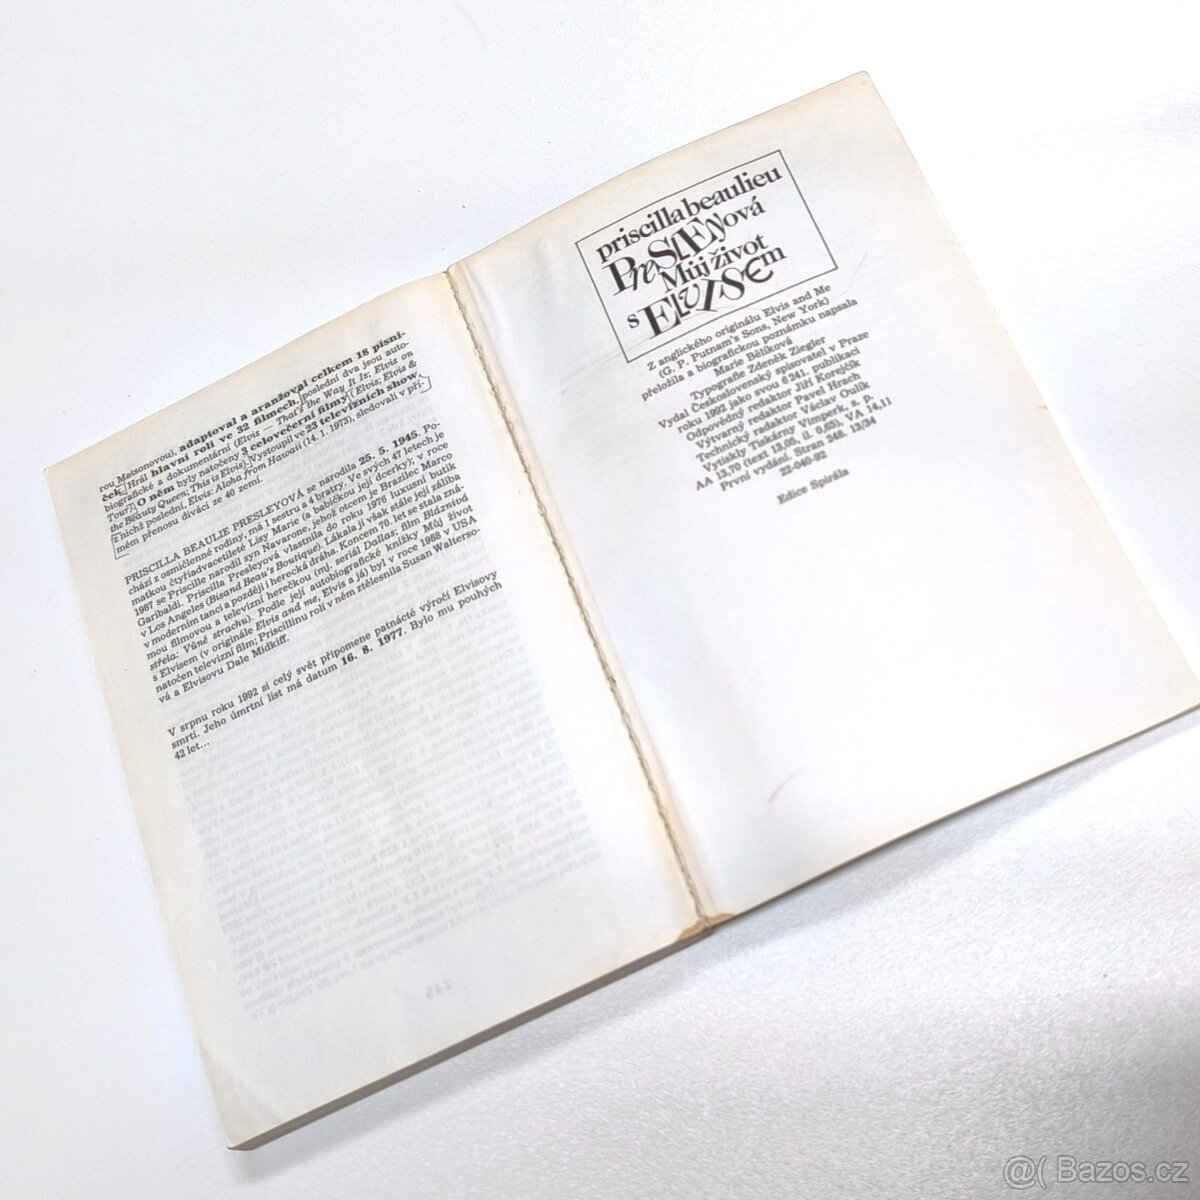 rou Matsonovou), adaptoval a aranžoval celkem 18 písni-
ček. Hrál hlavní roli ve 32 filmech, poslední dva jsou auto-
biografické a dokumentární (Elvis — That's the Way It Is; Elvis on
Tour). O něm byly natočeny 3 celovečerní filmy (Elvis; Elvis &
the Beauty Queen; This is Elvis). Vystoupil ve 23 televizních show,
z nichž poslední, Elvis: Aloha from Hawaii (14. 1. 1973), sledovali v pří-
mém přenosu diváci ze 40 zemí.
PRISCILLA BEAULIE PRESLEYOVÁ se narodila 25. 5. 1945. Po-
chází z osmičlenné rodiny, má 1 sestru a 4 bratry. Ve svých 47 letech je
matkou čtyřiadvacetileté Lisy Marie (a babičkou její dcerky); v roce
1987 se Priscille narodil syn Navarone, jehož otcem je Brazilec Marco
Garibaldi. Priscilla Presleyová vlastnila do roku 1976 luxusní butik
v Los Angeles (Bisand Beau's Boutique). Lákala ji však stále její záliba
v moderním tanci a později i herecká dráha. Koncem 70. let se stala zná-
mou filmovou a televizní herečkou (mj. seriál Dallas; film Bláznivá
střela; Vůně strachu). Podle její autobiografické knížky Můj život
s Elvisem (v originále Elvis and me, Elvis a já) byl v roce 1988 v USA
natočen televizní film; Priscillinu roli v něm ztělesnila Susan Walterso-
vá a Elvisovu Dale Midkiff.
V srpnu roku 1992 si celý svět připomene patnácté výročí Elvisovy
smrti. Jeho úmrtní list má datum 16. 8. 1977. Bylo mu pouhých
42 let...
priscilla beaulieu
PresLEyová
Můj život
s ElvISem
Z anglického originálu Elvis and Me
(G. P. Putnam's Sons, New York)
přeložila a biografickou poznámku napsala
Marie Bělíková
Typografie Zdeněk Ziegler
Vydal Československý spisovatel v Praze
roku 1992 jako svou 6 241. publikaci
Odpovědný redaktor Jiří Korejčík
Výtvarný redaktor Pavel Hrach
Technický radaktor Václav Ouzlík
Vytiskly Tiskárny Vimperk, s. p.
AA 13,70 (text 13,05, il. 0,65), VA 14,11
První vydání. Stran 248. 13/34
22-040-92
Edice Spirála
@( Bazos.cz